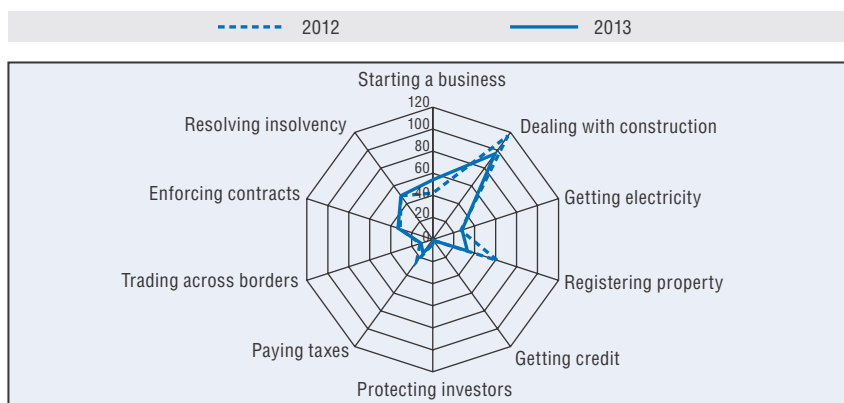 2012 2013
Starting a business
120
100
80
60
40
20
0
Dealing with construction
Getting electricity
Registering property
Getting credit
Protecting investors
Paying taxes
Trading across borders
Enforcing contracts
Resolving insolvency